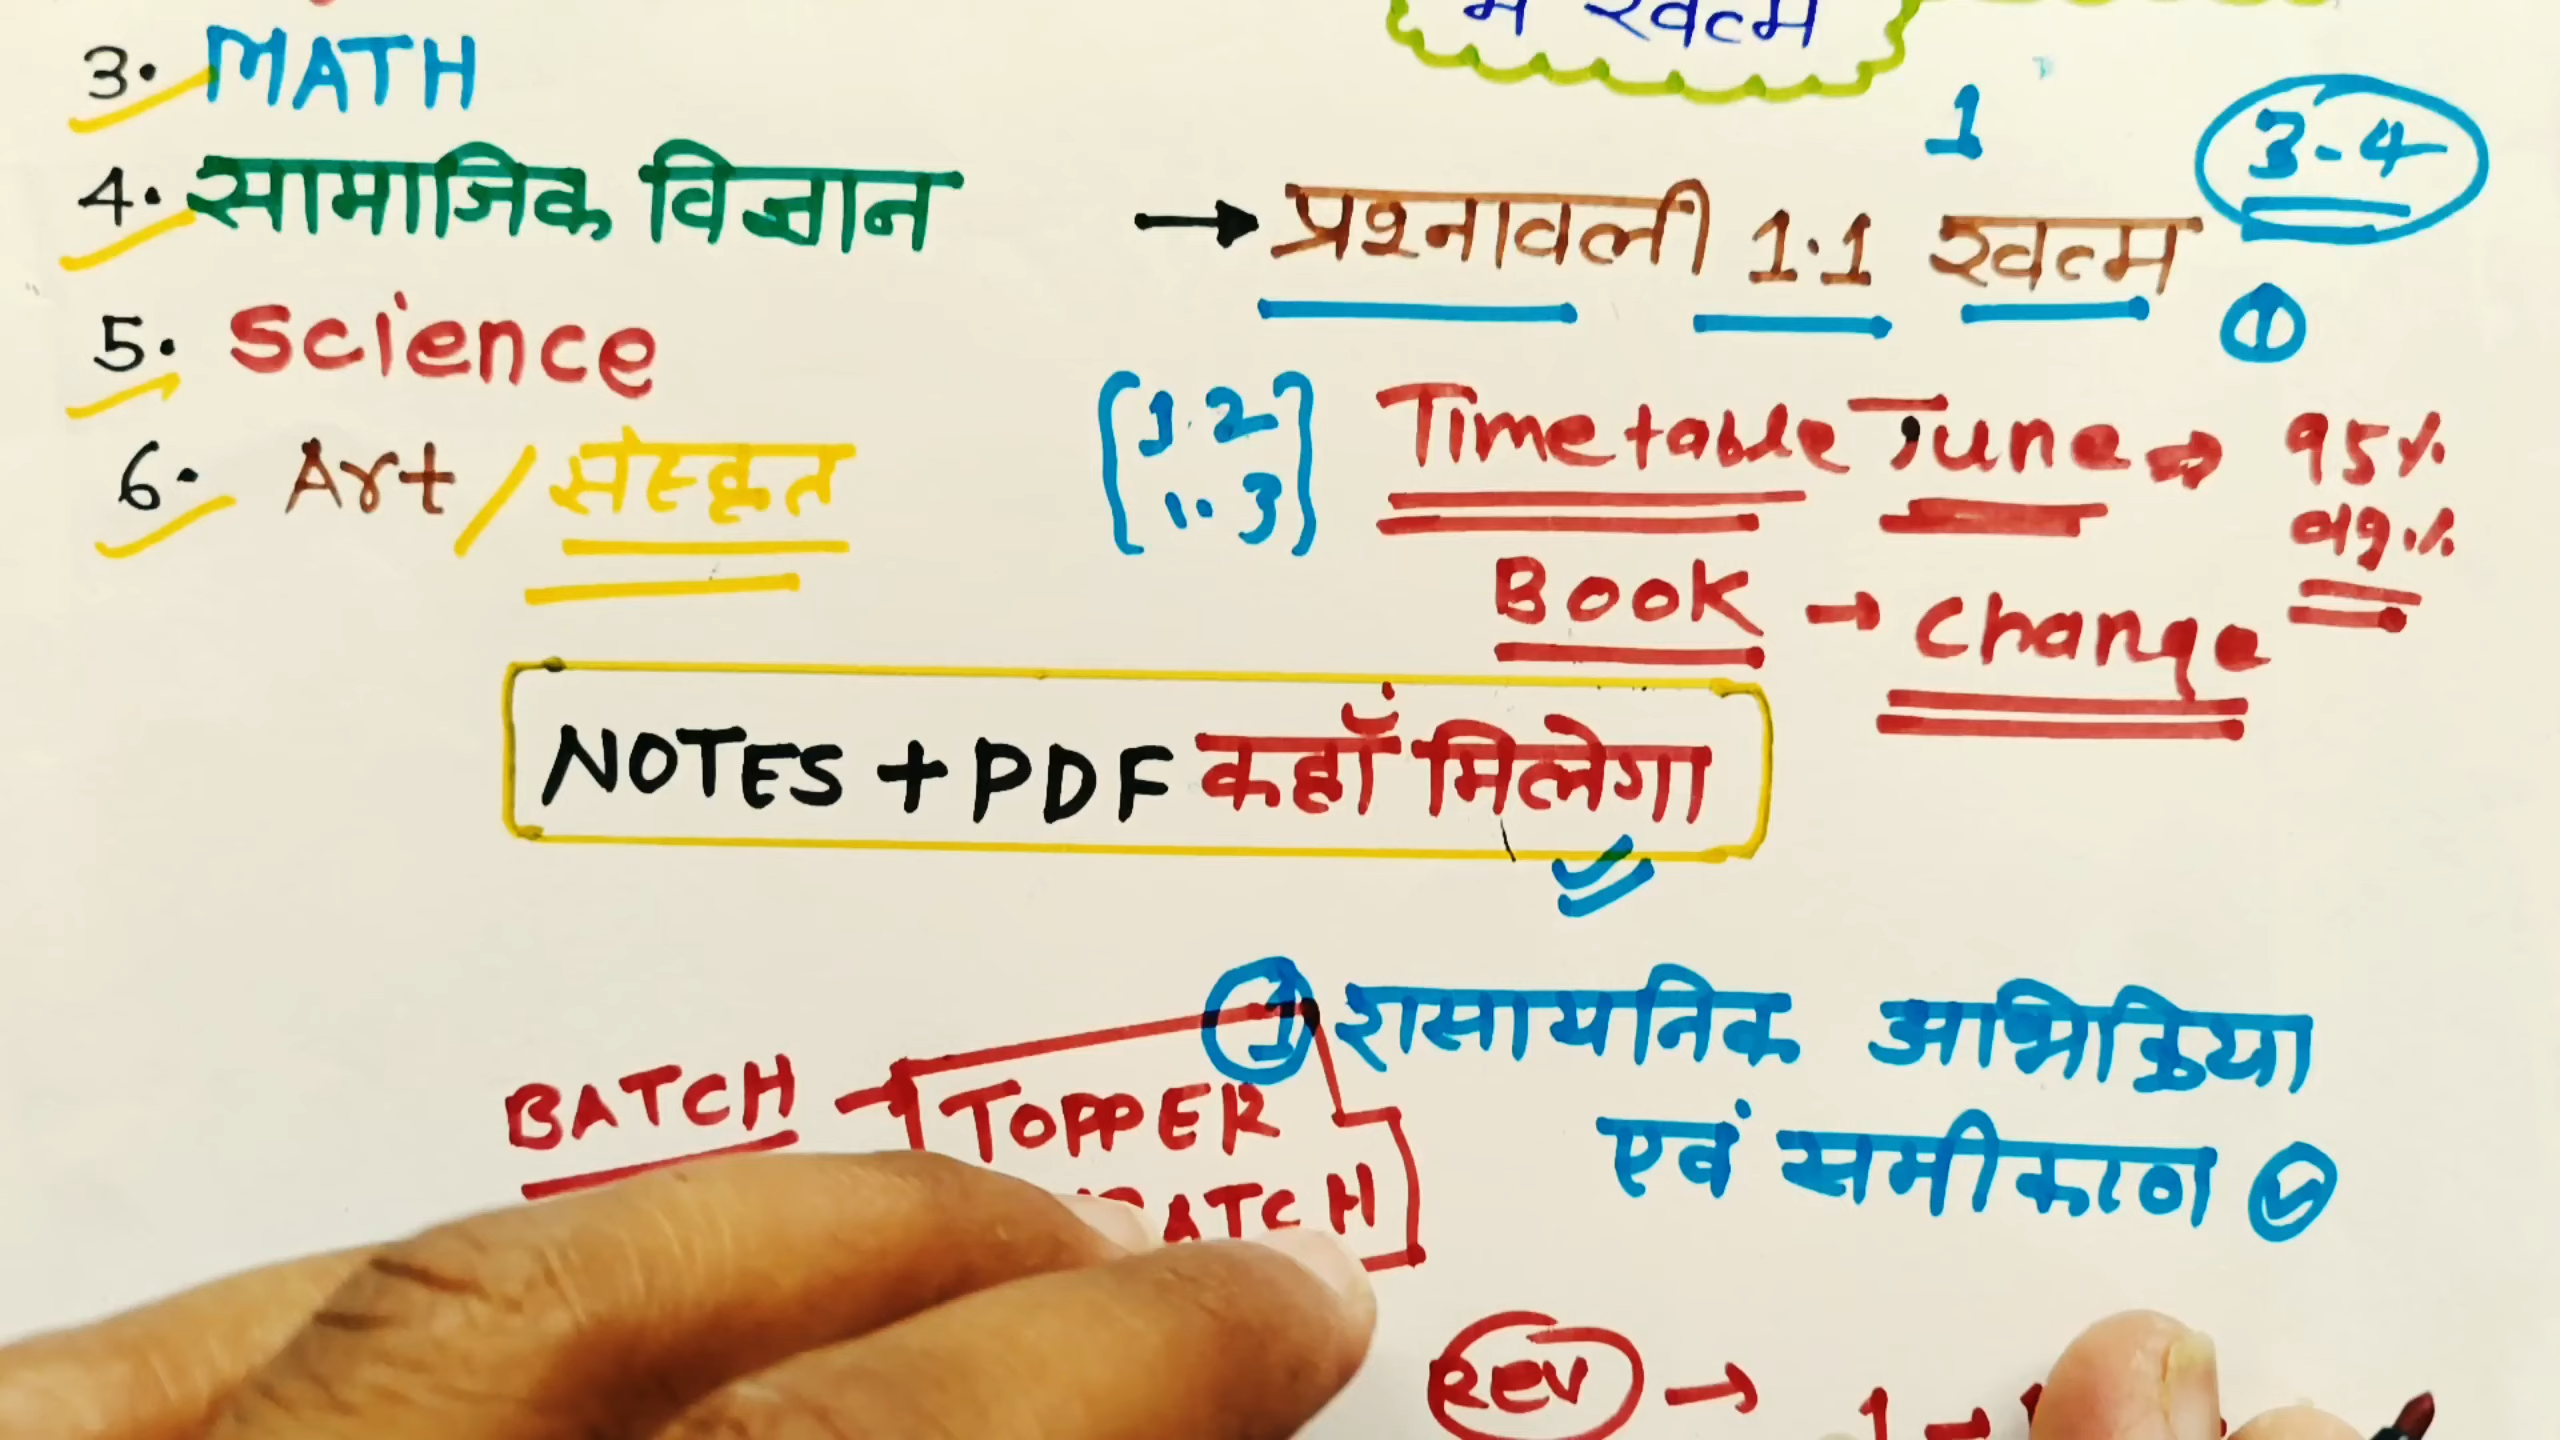 में खत्म
3. MATH
1
3-4
4. सामाजिक विज्ञान
→ प्रश्नावली 1.1 खत्म
1
5. Science
1.2
1.3
Timetable June → 95%
6. Art / संस्कृत
Book → Change
NOTES + PDF कहाँ मिलेगा
1 रासायनिक अभिक्रिया
एवं समीकरण
BATCH → TOPPER
BATCH
Rev →